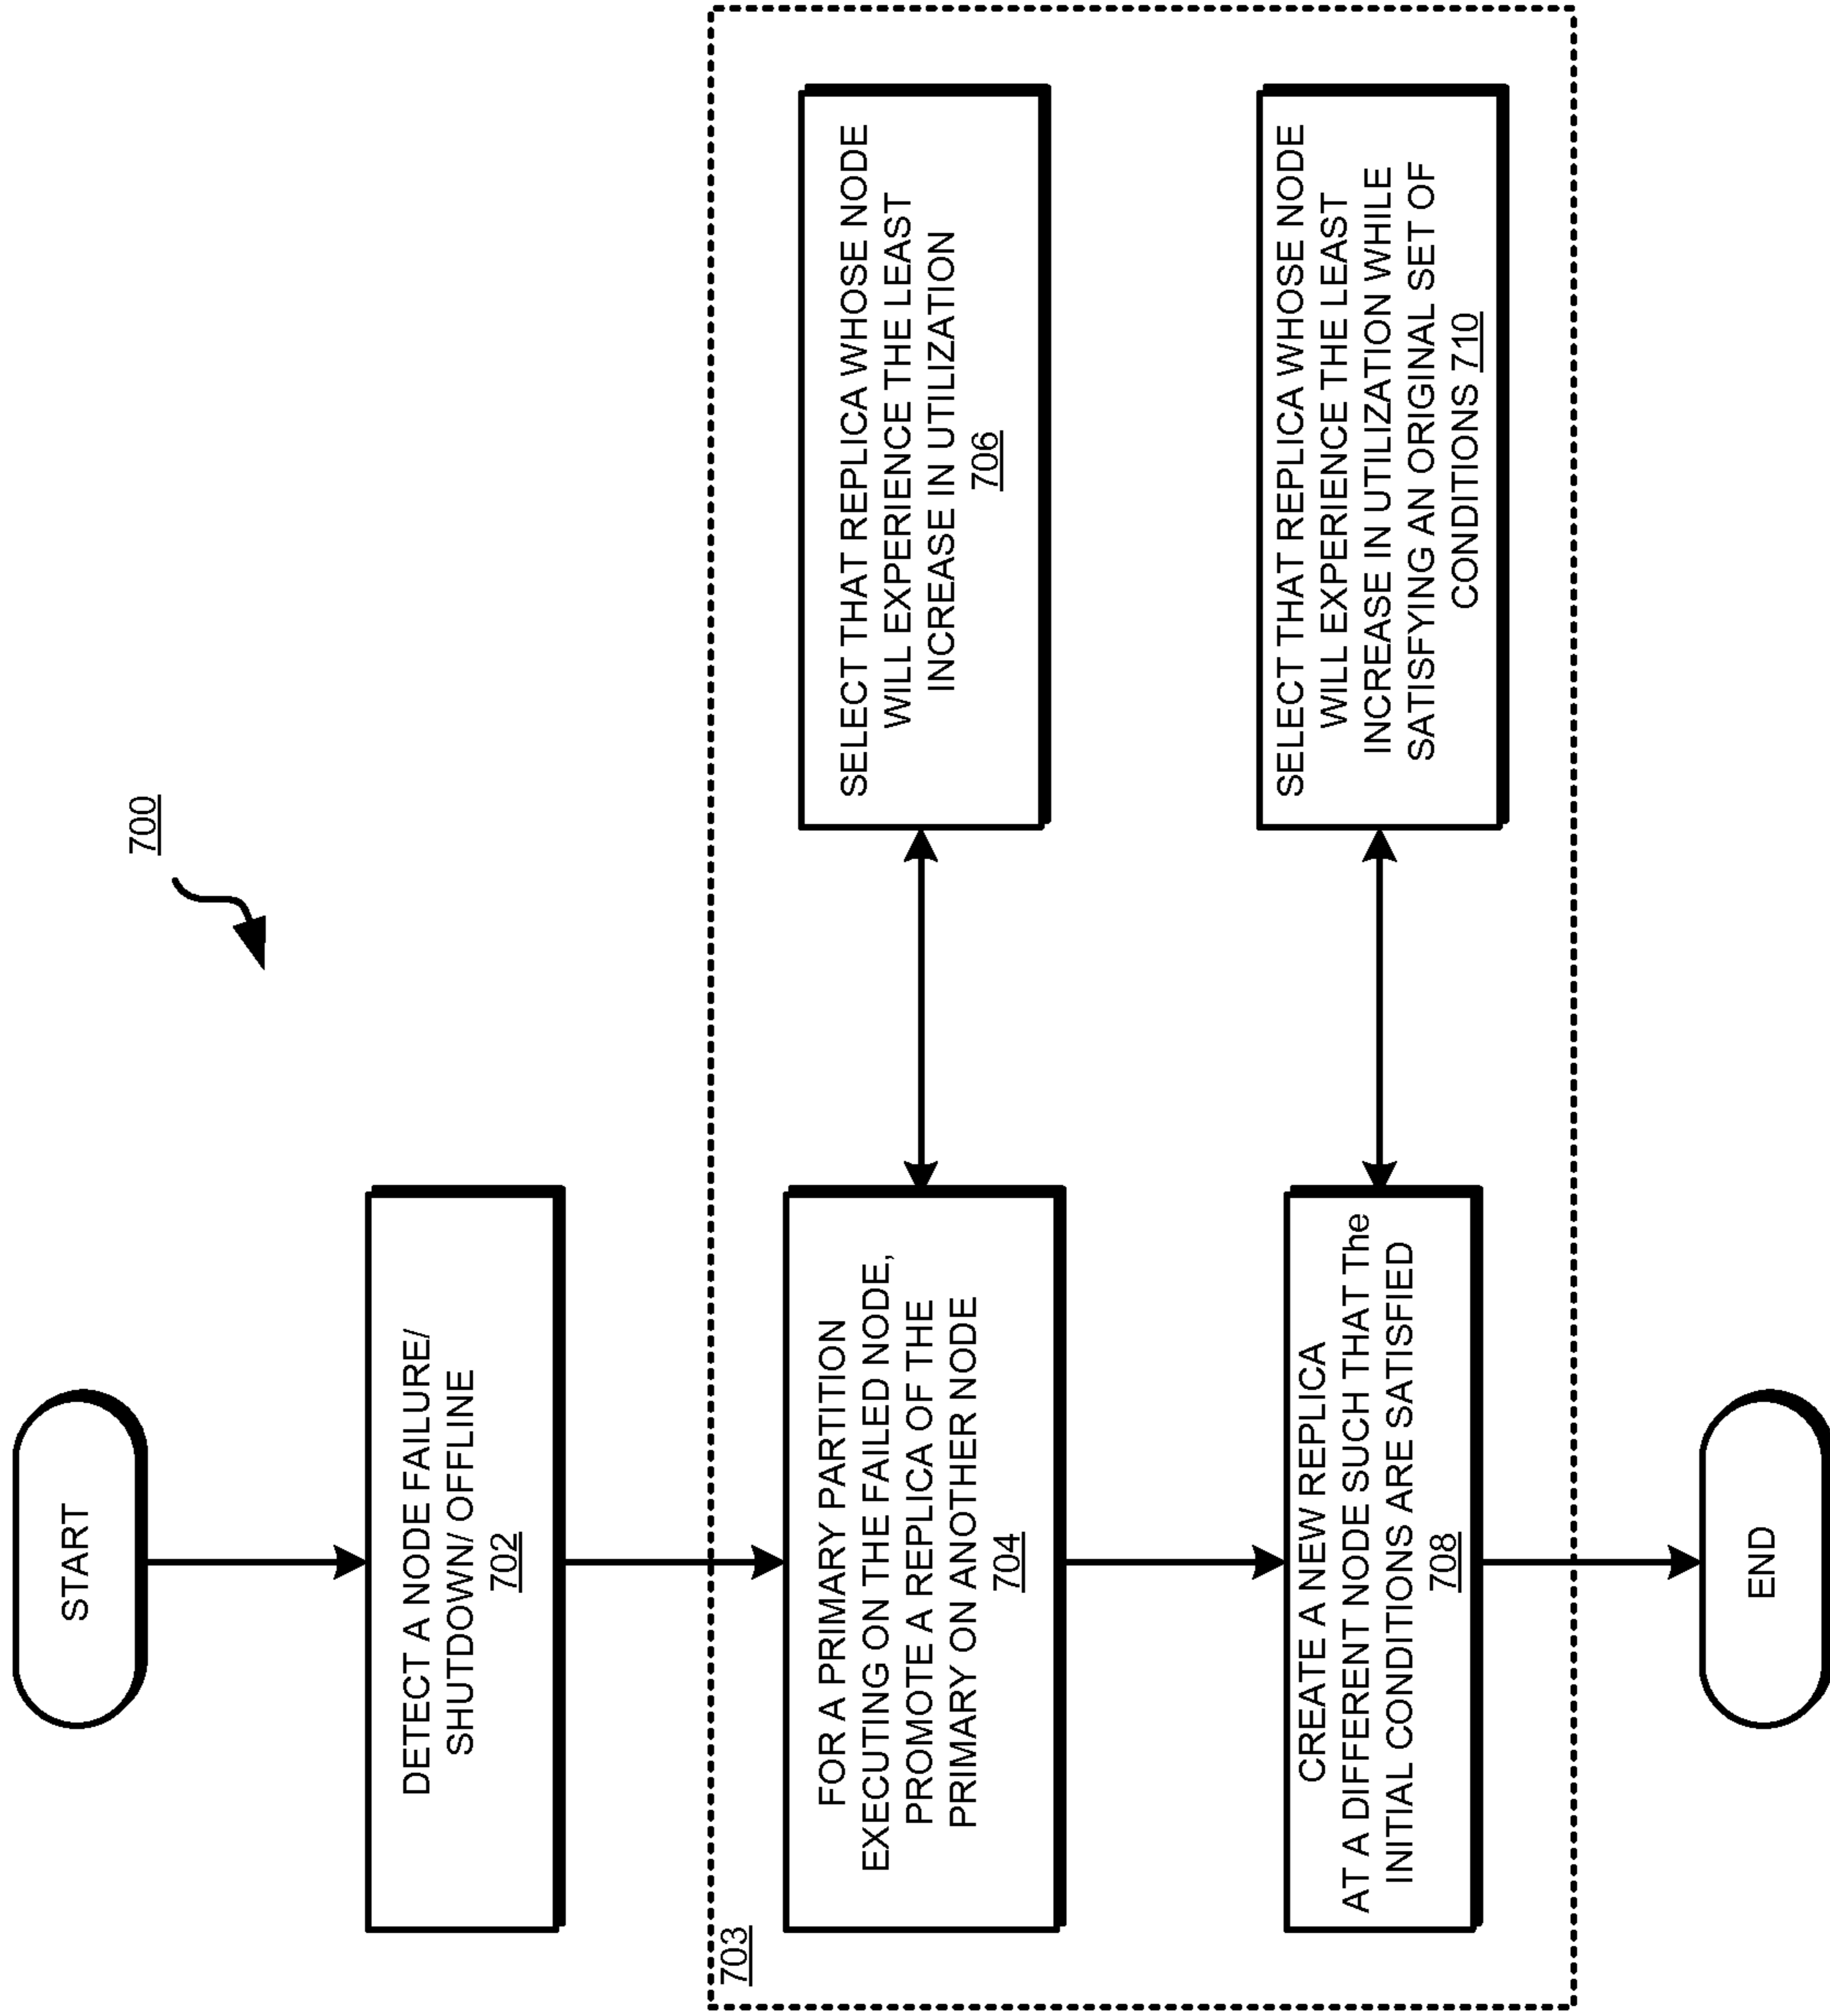 700
START
DETECT A NODE FAILURE/
SHUTDOWN/ OFFLINE
702
703
FOR A PRIMARY PARTITION
EXECUTING ON THE FAILED NODE,
PROMOTE A REPLICA OF THE
PRIMARY ON ANOTHER NODE
704
SELECT THAT REPLICA WHOSE NODE
WILL EXPERIENCE THE LEAST
INCREASE IN UTILIZATION
706
CREATE A NEW REPLICA
AT A DIFFERENT NODE SUCH THAT The
INITIAL CONDITIONS ARE SATISFIED
708
SELECT THAT REPLICA WHOSE NODE
WILL EXPERIENCE THE LEAST
INCREASE IN UTILIZATION WHILE
SATISFYING AN ORIGINAL SET OF
CONDITIONS 710
END